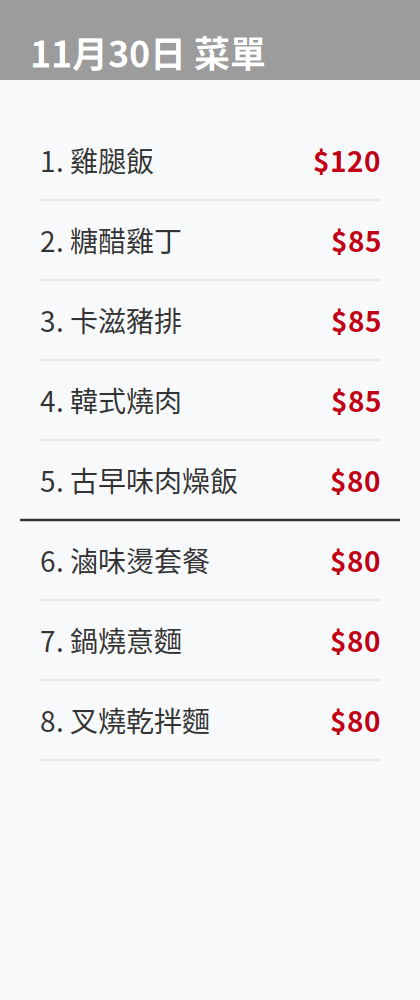 11月30日 菜單
1. 雞腿飯 $120
2. 糖醋雞丁 $85
3. 卡滋豬排 $85
4. 韓式燒肉 $85
5. 古早味肉燥飯 $80
6. 滷味燙套餐 $80
7. 鍋燒意麵 $80
8. 叉燒乾拌麵 $80